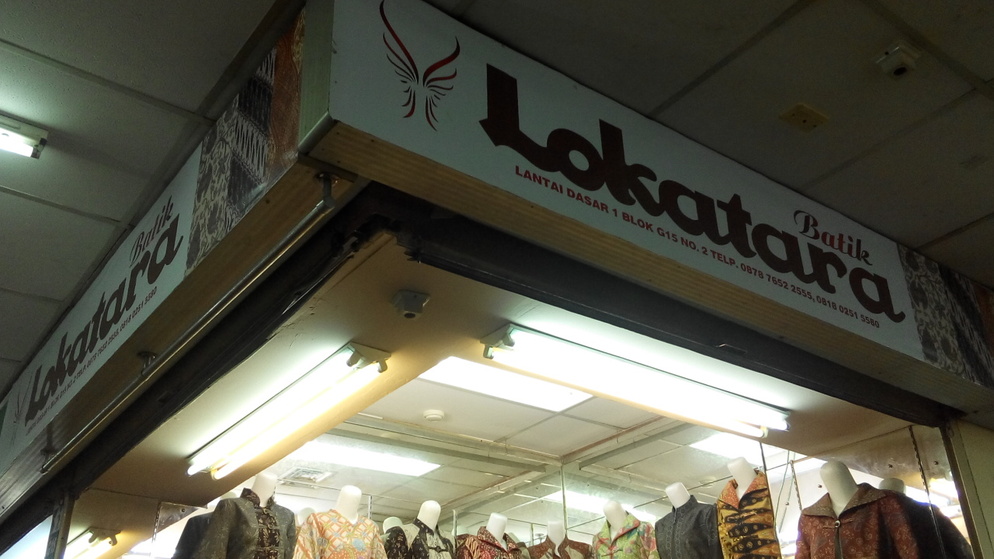 Lokatara
Batik
LANTAI DASAR 1 BLOK G15 NO. 2 TELP. 0878 7652 2555, 0818 0251 5580
Batik
Lokatara